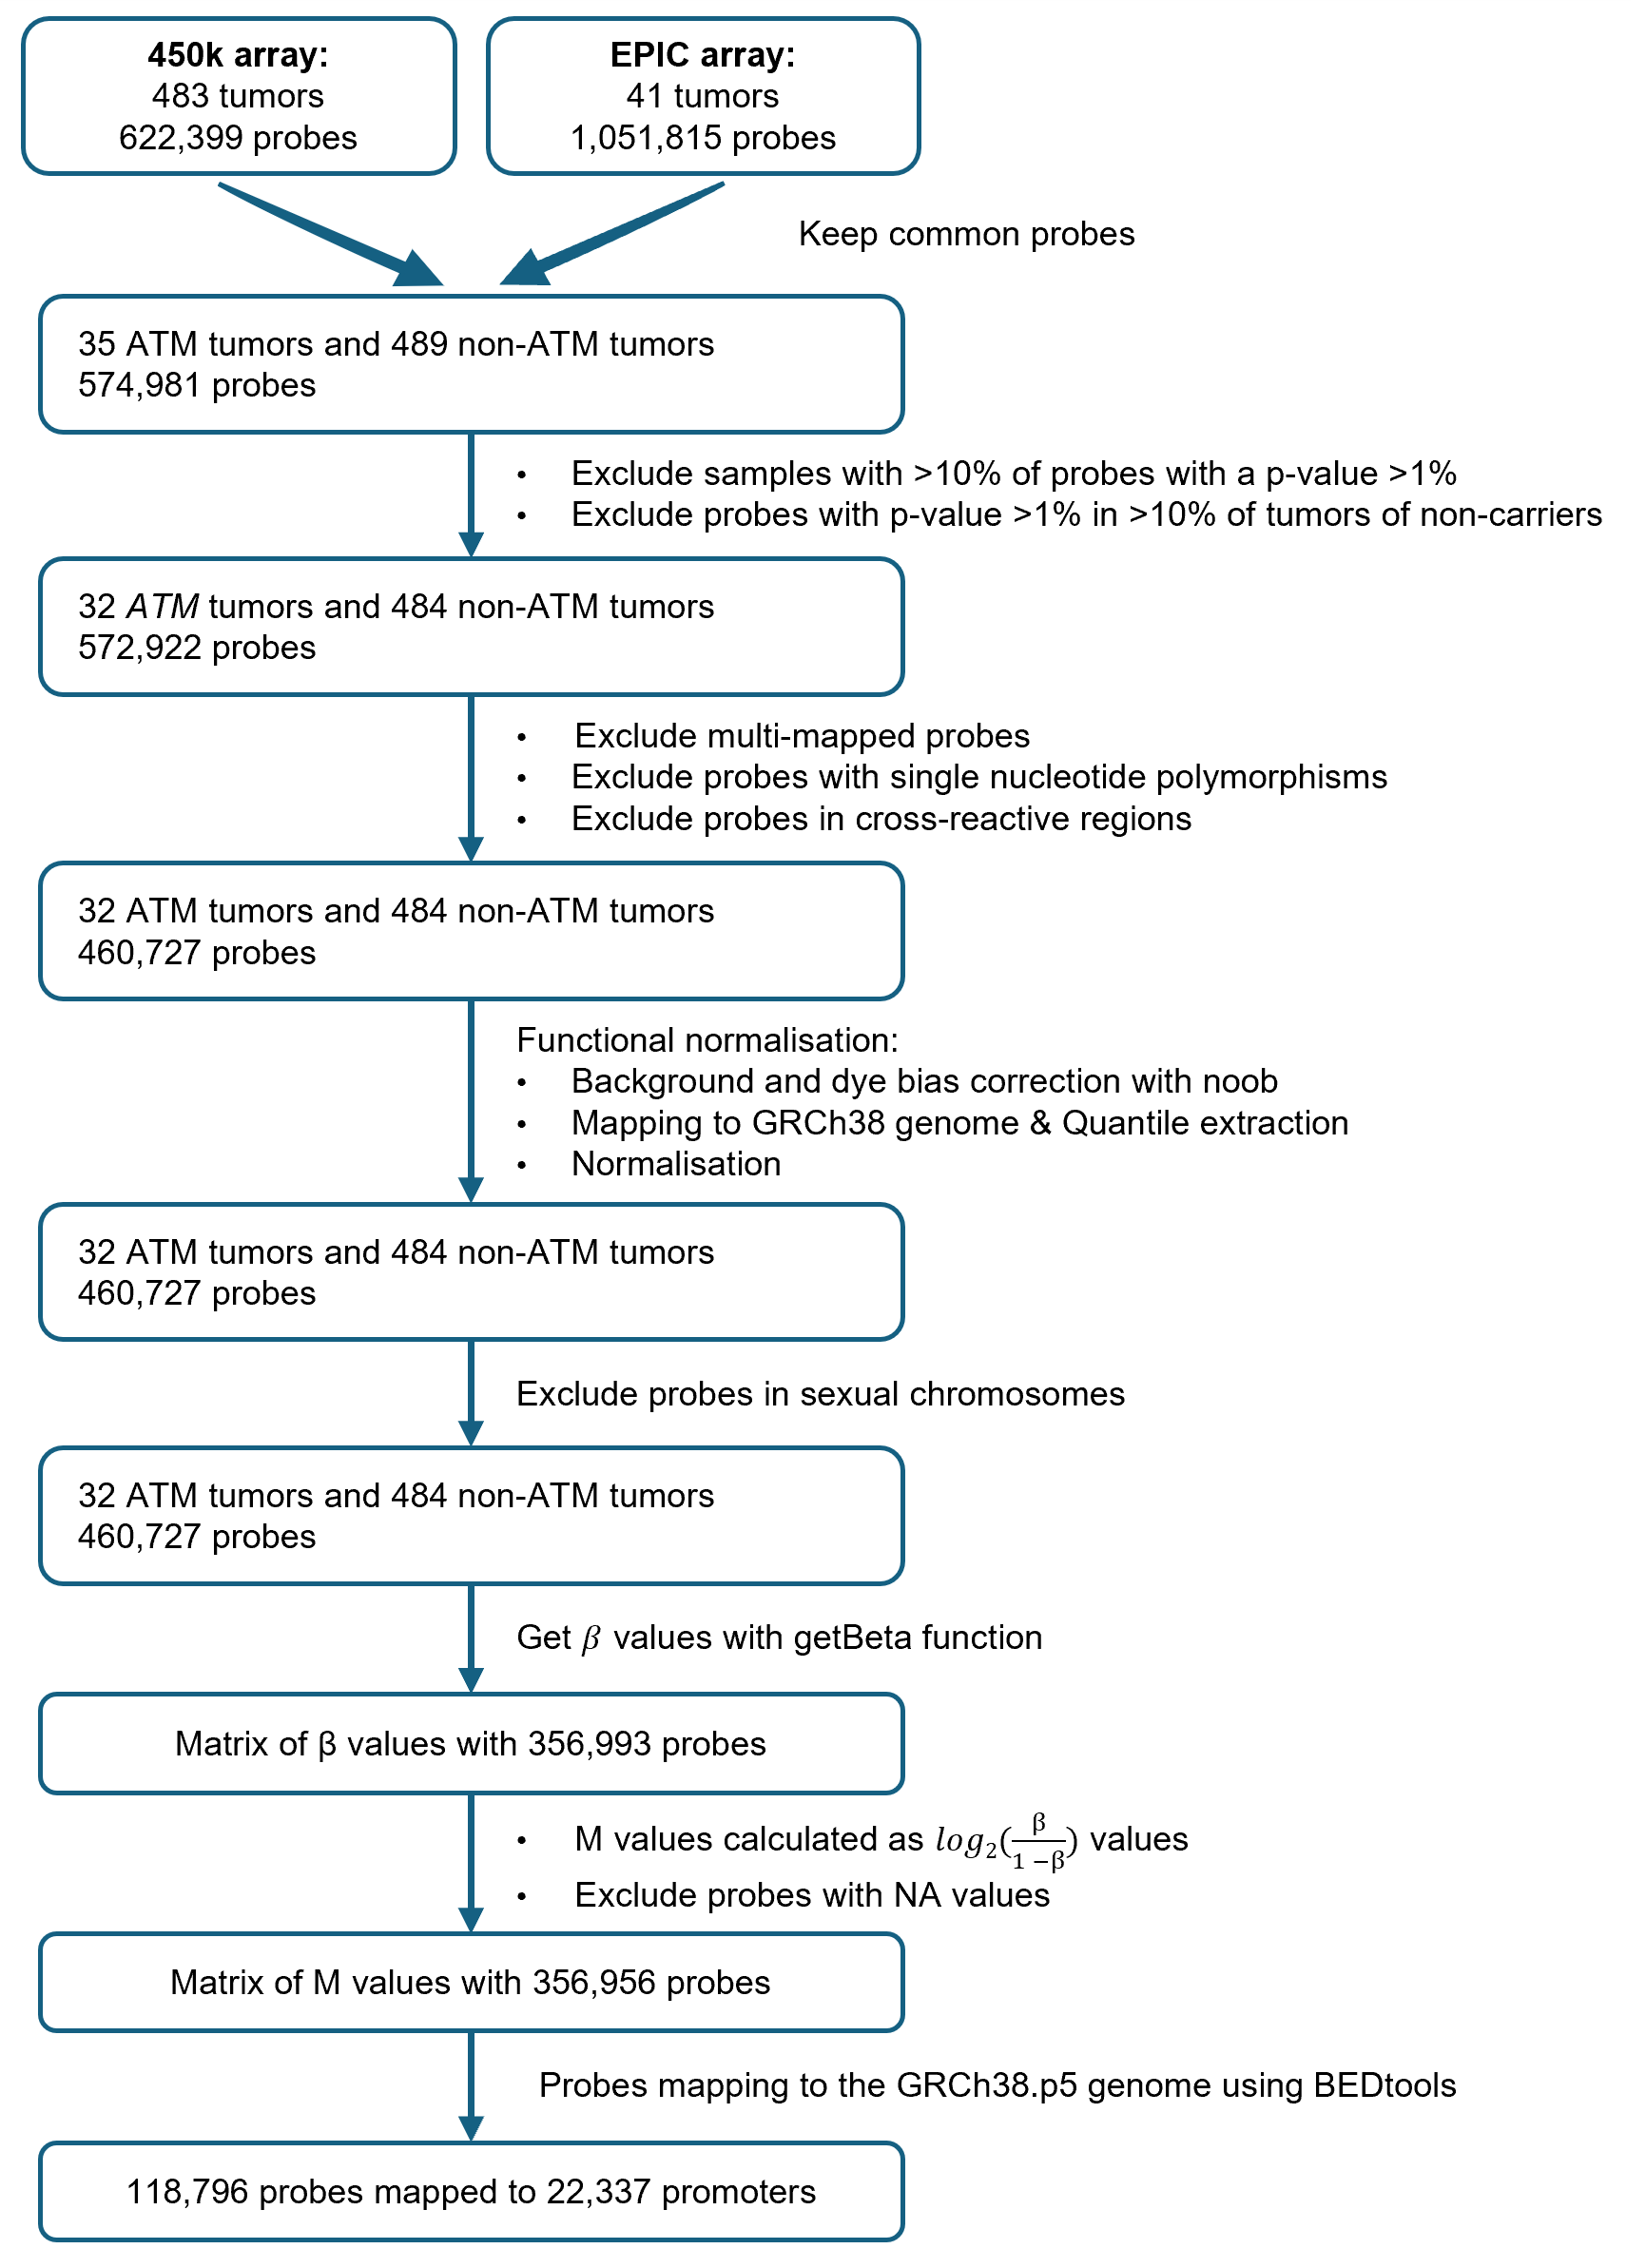 450k array:
483 tumors
622,399 probes
EPIC array:
41 tumors
1,051,815 probes
Keep common probes
35 ATM tumors and 489 non-ATM tumors
574,981 probes
• Exclude samples with >10% of probes with a p-value >1%
• Exclude probes with p-value >1% in >10% of tumors of non-carriers
32 ATM tumors and 484 non-ATM tumors
572,922 probes
• Exclude multi-mapped probes
• Exclude probes with single nucleotide polymorphisms
• Exclude probes in cross-reactive regions
32 ATM tumors and 484 non-ATM tumors
460,727 probes
Functional normalisation:
• Background and dye bias correction with noob
• Mapping to GRCh38 genome & Quantile extraction
• Normalisation
32 ATM tumors and 484 non-ATM tumors
460,727 probes
Exclude probes in sexual chromosomes
32 ATM tumors and 484 non-ATM tumors
460,727 probes
Get β values with getBeta function
Matrix of β values with 356,993 probes
• M values calculated as log₂(β/(1 −β)) values
• Exclude probes with NA values
Matrix of M values with 356,956 probes
Probes mapping to the GRCh38.p5 genome using BEDtools
118,796 probes mapped to 22,337 promoters